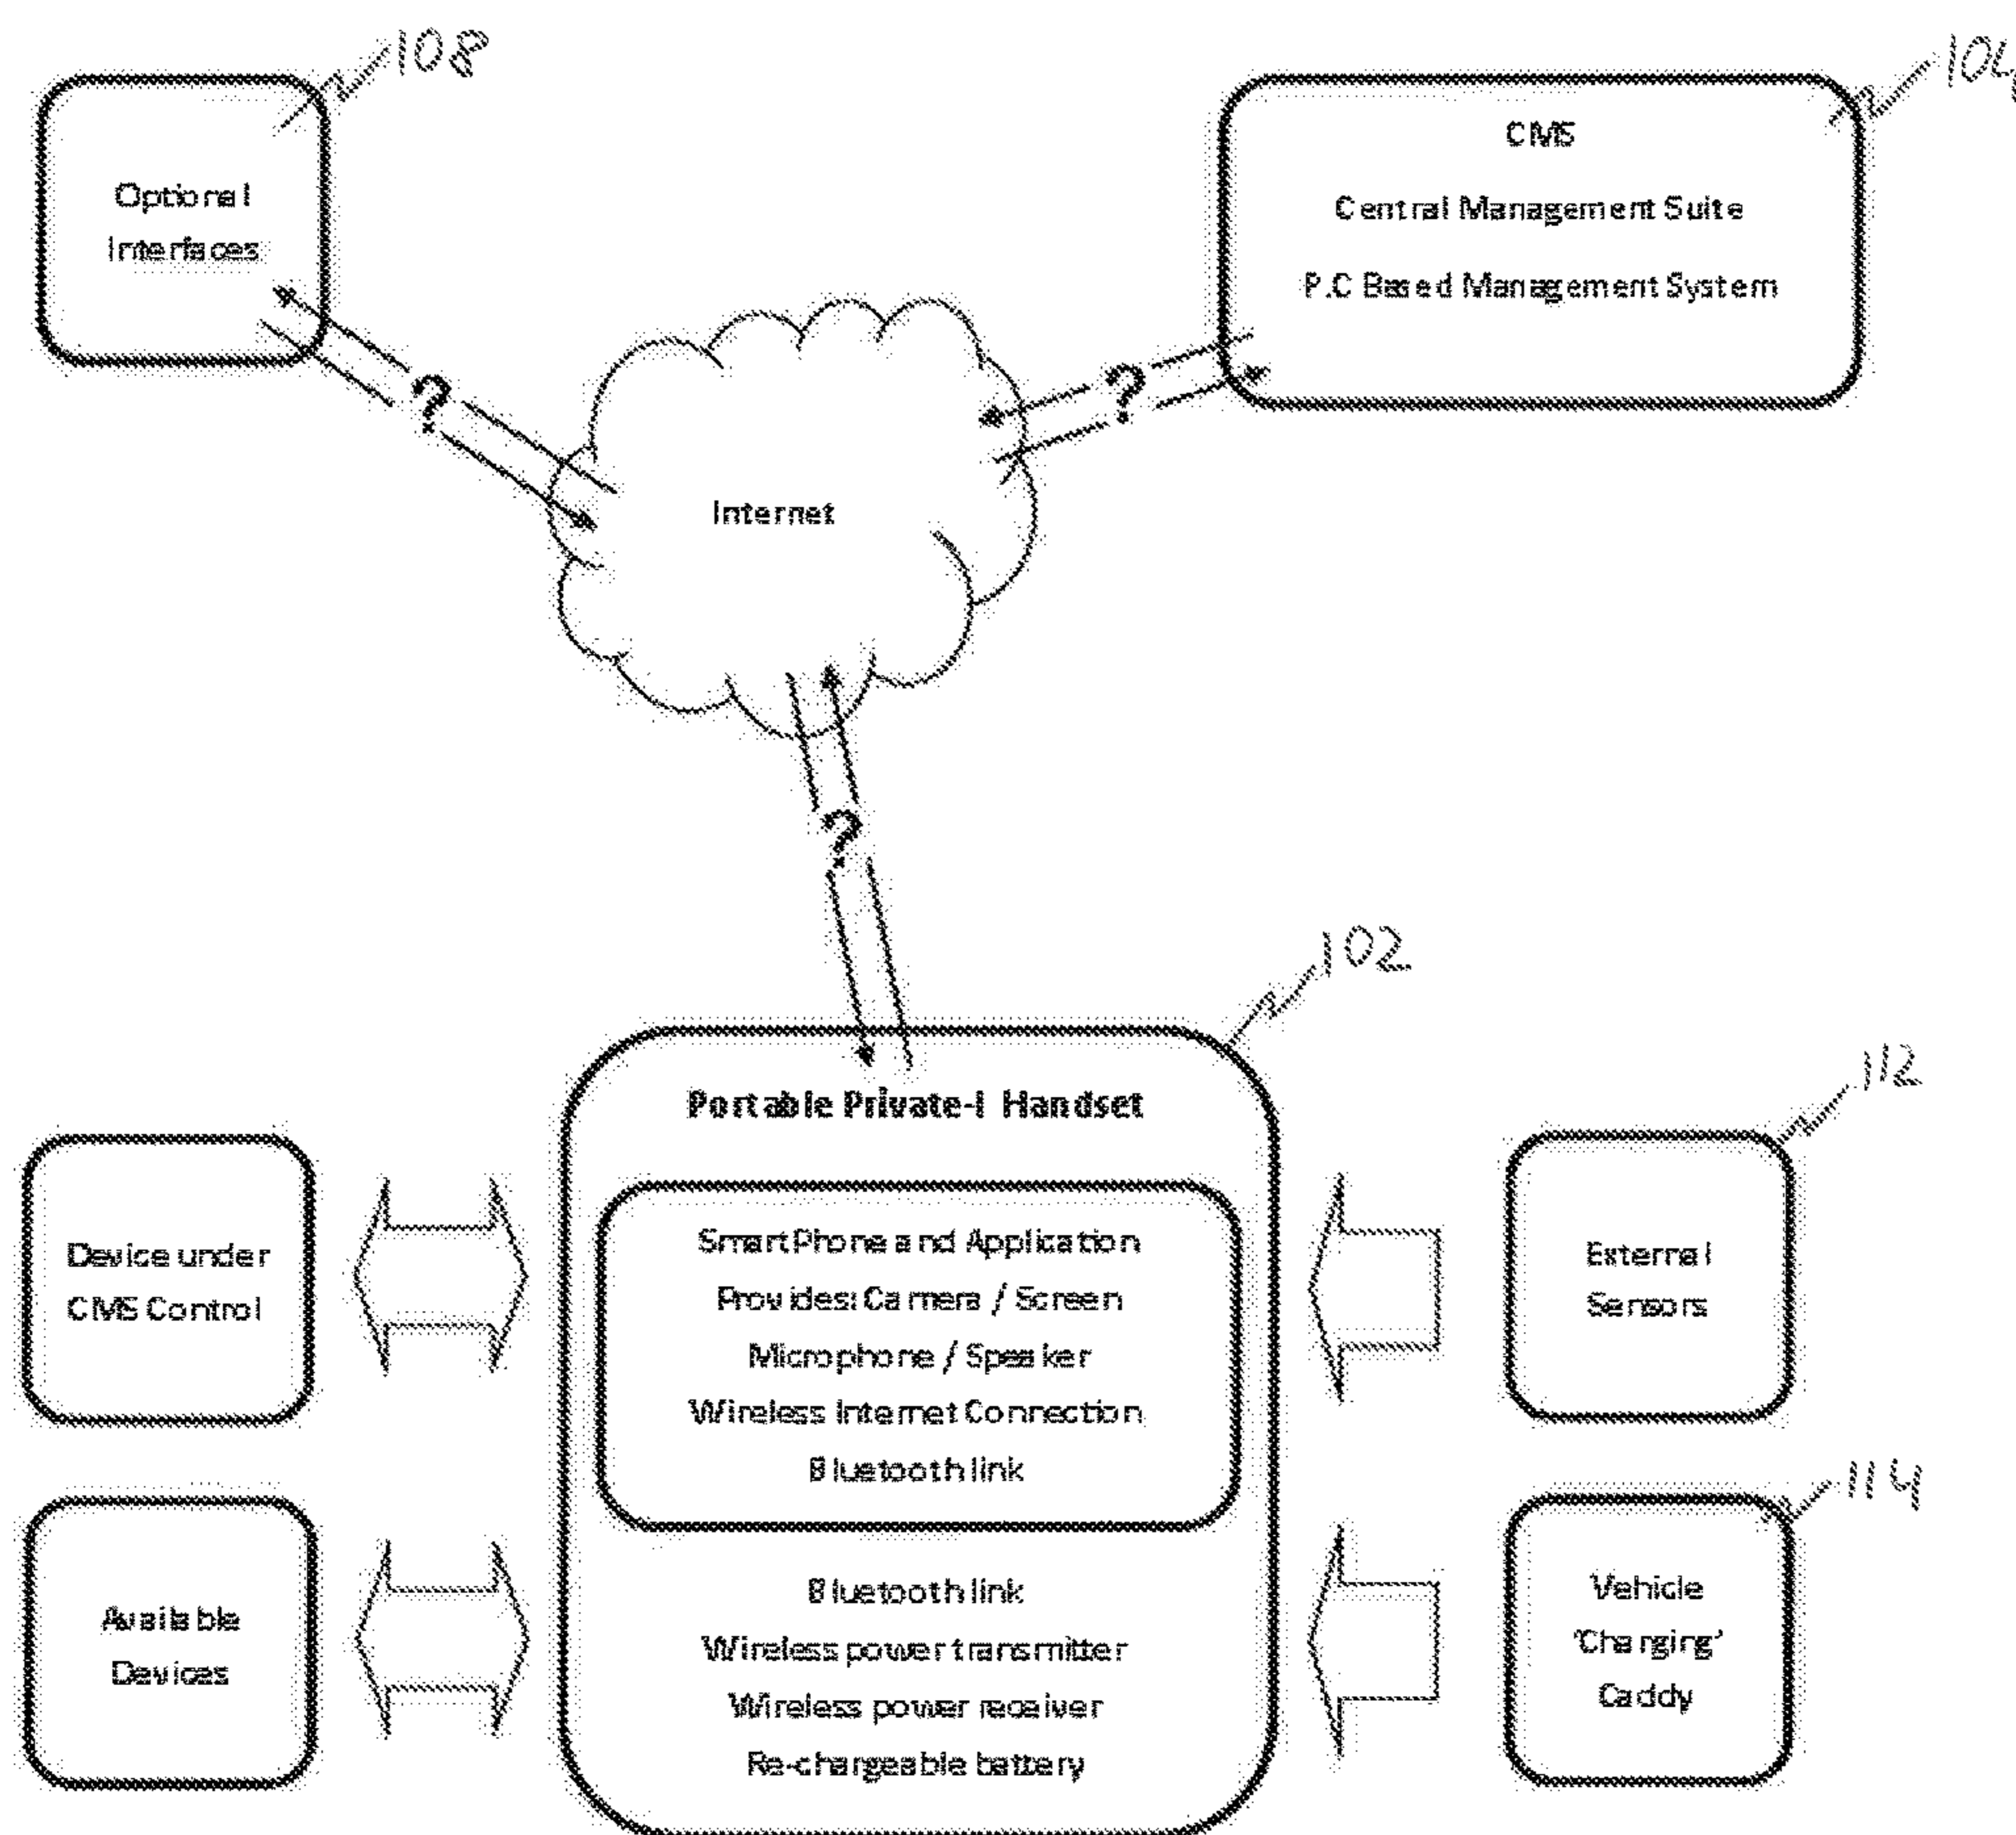 108
104
Optional
Interfaces
CMS
Central Management Suite
P.C Based Management System
?
?
Internet
?
102
Portable Private-I Handset
112
Device under
CMS Control
SmartPhone and Application
Provides: Camera / Screen
Microphone / Speaker
Wireless Internet Connection
Bluetooth link
External
Sensors
114
Available
Devices
Bluetooth link
Wireless power transmitter
Wireless power receiver
Re-chargeable battery
Vehicle
'Charging'
Caddy